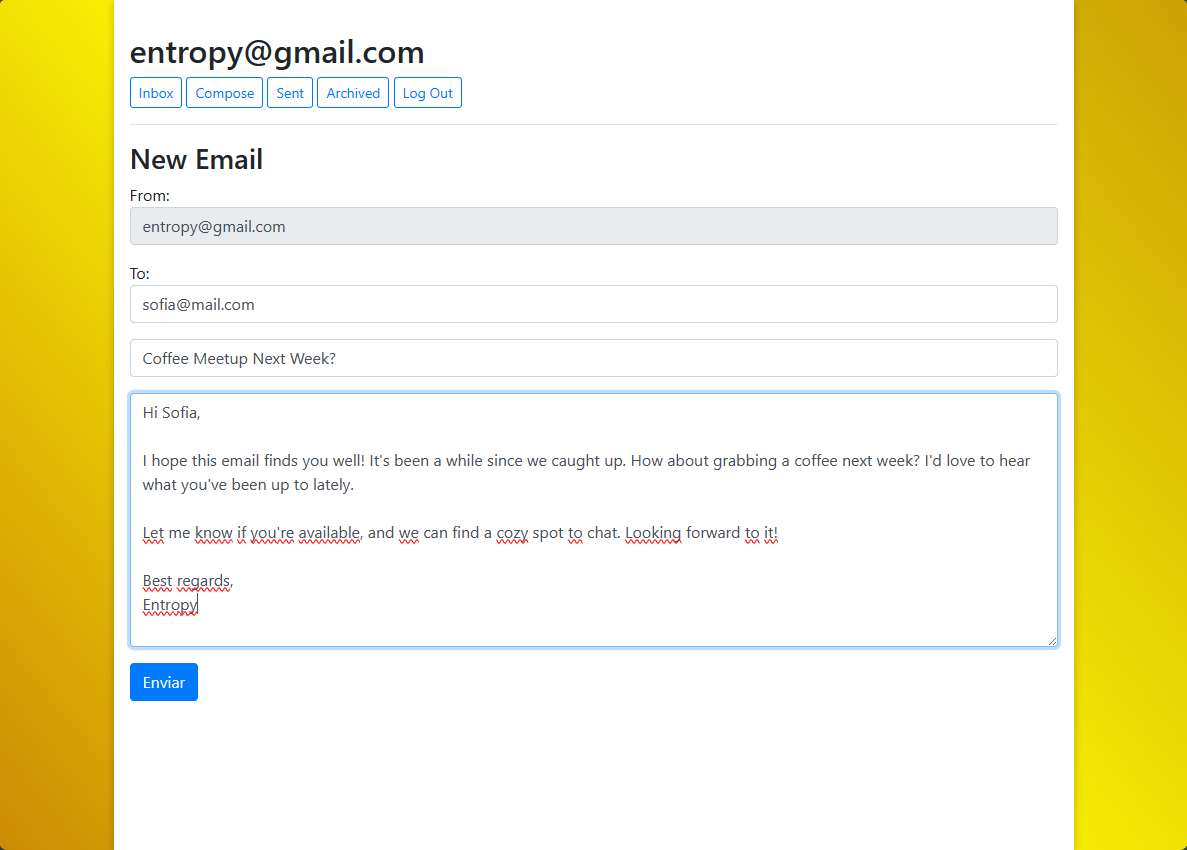 entropy@gmail.com
Inbox Compose Sent Archived Log Out
New Email
From:
entropy@gmail.com
To:
sofia@mail.com
Coffee Meetup Next Week?
Hi Sofia,
I hope this email finds you well! It's been a while since we caught up. How about grabbing a coffee next week? I'd love to hear
what you've been up to lately.
Let me know if you're available, and we can find a cozy spot to chat. Looking forward to it!
Best regards,
Entropy
Enviar